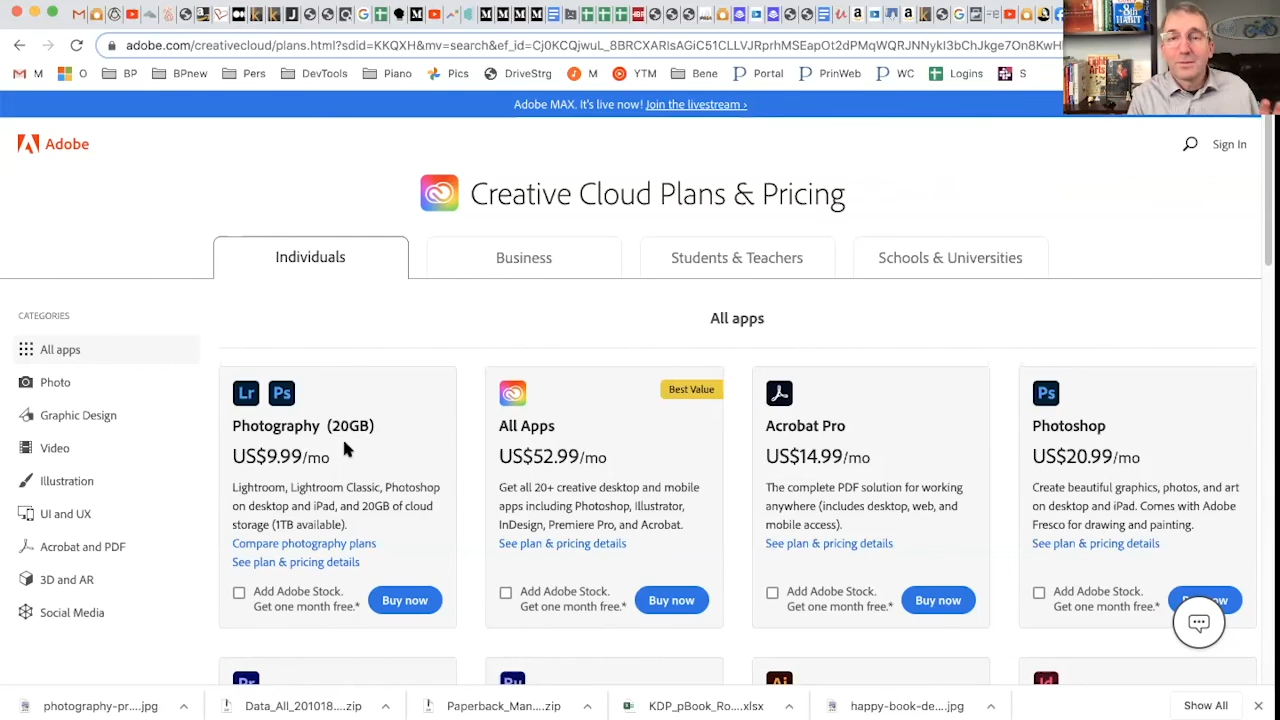 adobe.com/creativecloud/plans.html?sdid=KKQXH&mv=search&ef_id=Cj0KCQjwuL_8BRCXARIsAGiC51CLLVJRprhMSEapOt2dPMqWQRJNNykI3bChJkge7On8KwH
M O BP BPnew Pers DevTools Piano Pics DriveStrg M YTM Bene Portal PrinWeb WC Logins S
8th HABIT
Adobe MAX. It's live now! Join the livestream ›
Adobe
Sign In
Creative Cloud Plans & Pricing
Individuals Business Students & Teachers Schools & Universities
CATEGORIES
All apps
Photo
Graphic Design
Video
Illustration
UI and UX
Acrobat and PDF
3D and AR
Social Media
All apps
Lr Ps
Photography (20GB)
US$9.99/mo
Lightroom, Lightroom Classic, Photoshop
on desktop and iPad, and 20GB of cloud
storage (1TB available).
Compare photography plans
See plan & pricing details
Add Adobe Stock.
Get one month free.*
Buy now
Best Value
All Apps
US$52.99/mo
Get all 20+ creative desktop and mobile
apps including Photoshop, Illustrator,
InDesign, Premiere Pro, and Acrobat.
See plan & pricing details
Add Adobe Stock.
Get one month free.*
Buy now
Acrobat Pro
US$14.99/mo
The complete PDF solution for working
anywhere (includes desktop, web, and
mobile access).
See plan & pricing details
Add Adobe Stock.
Get one month free.*
Buy now
Ps
Photoshop
US$20.99/mo
Create beautiful graphics, photos, and art
on desktop and iPad. Comes with Adobe
Fresco for drawing and painting.
See plan & pricing details
Add Adobe Stock.
Get one month free.*
photography-pr....jpg Data_All_201018....zip Paperback_Man....zip KDP_pBook_Ro....xlsx happy-book-de....jpg Show All